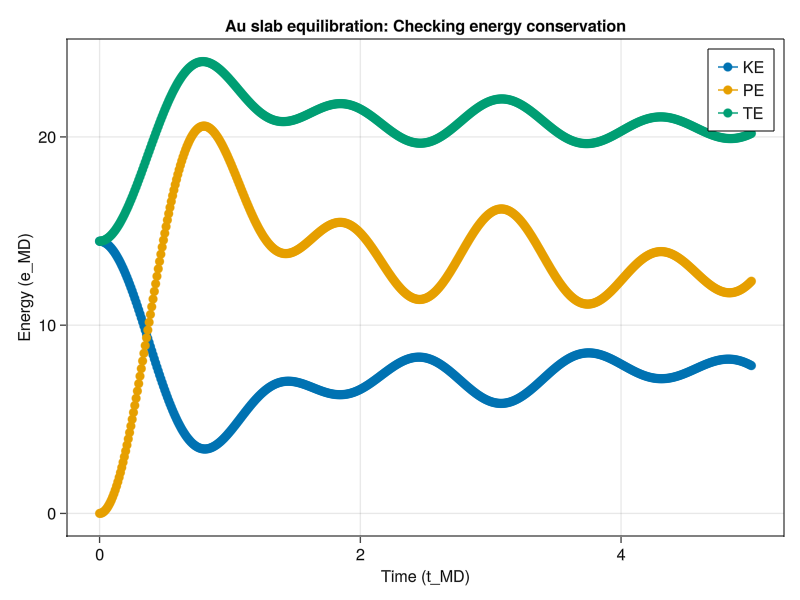 Au slab equilibration: Checking energy conservation
KE
PE
TE
20
10
0
Energy (e_MD)
0 2 4
Time (t_MD)